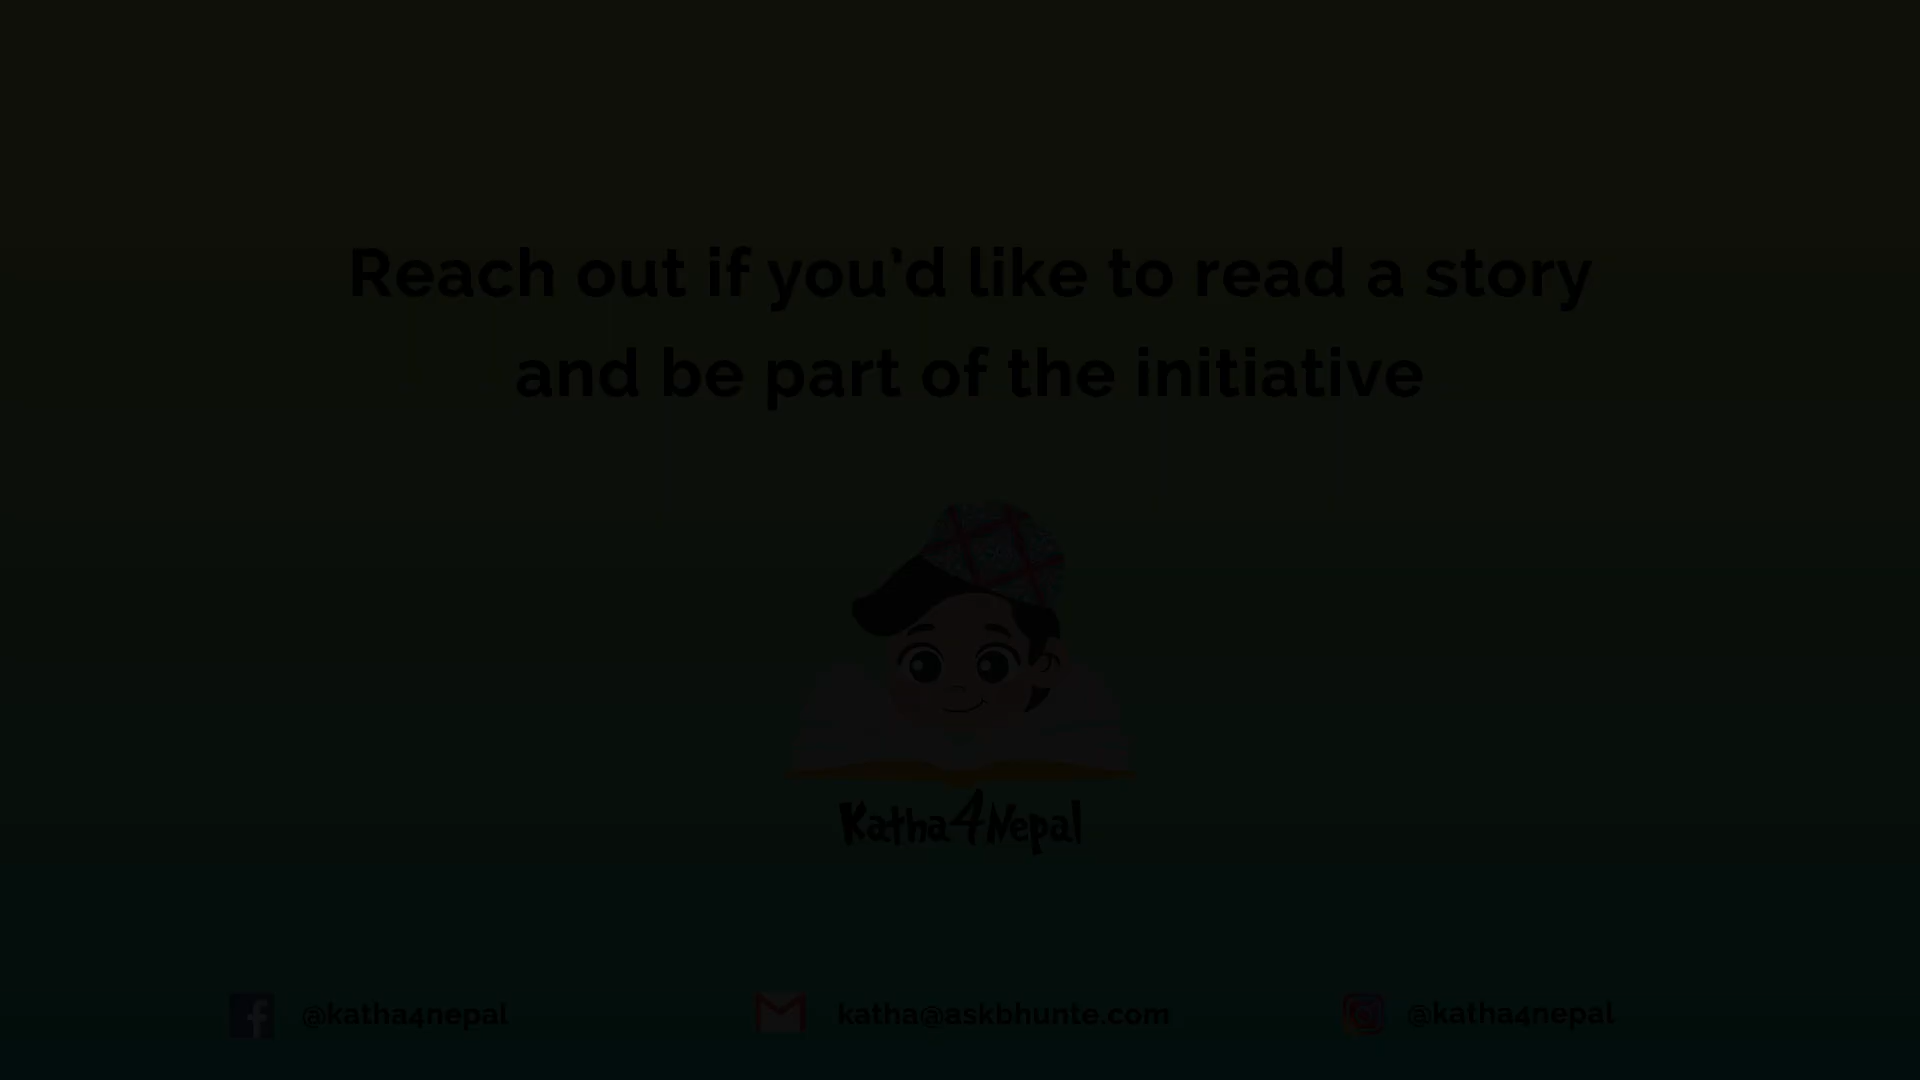 Reach out if you'd like to read a story
and be part of the initiative
Katha4Nepal
@katha4nepal
katha@askbhunte.com
@katha4nepal